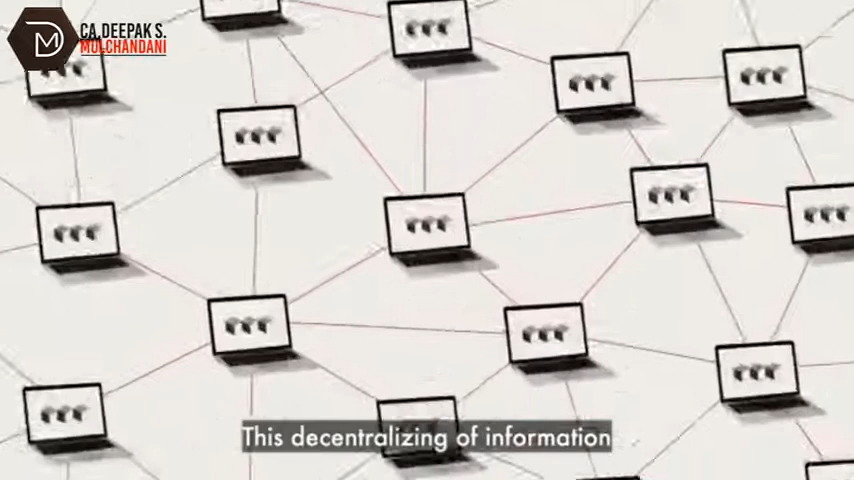 CA.DEEPAK S.
MULCHANDANI
This decentralizing of information